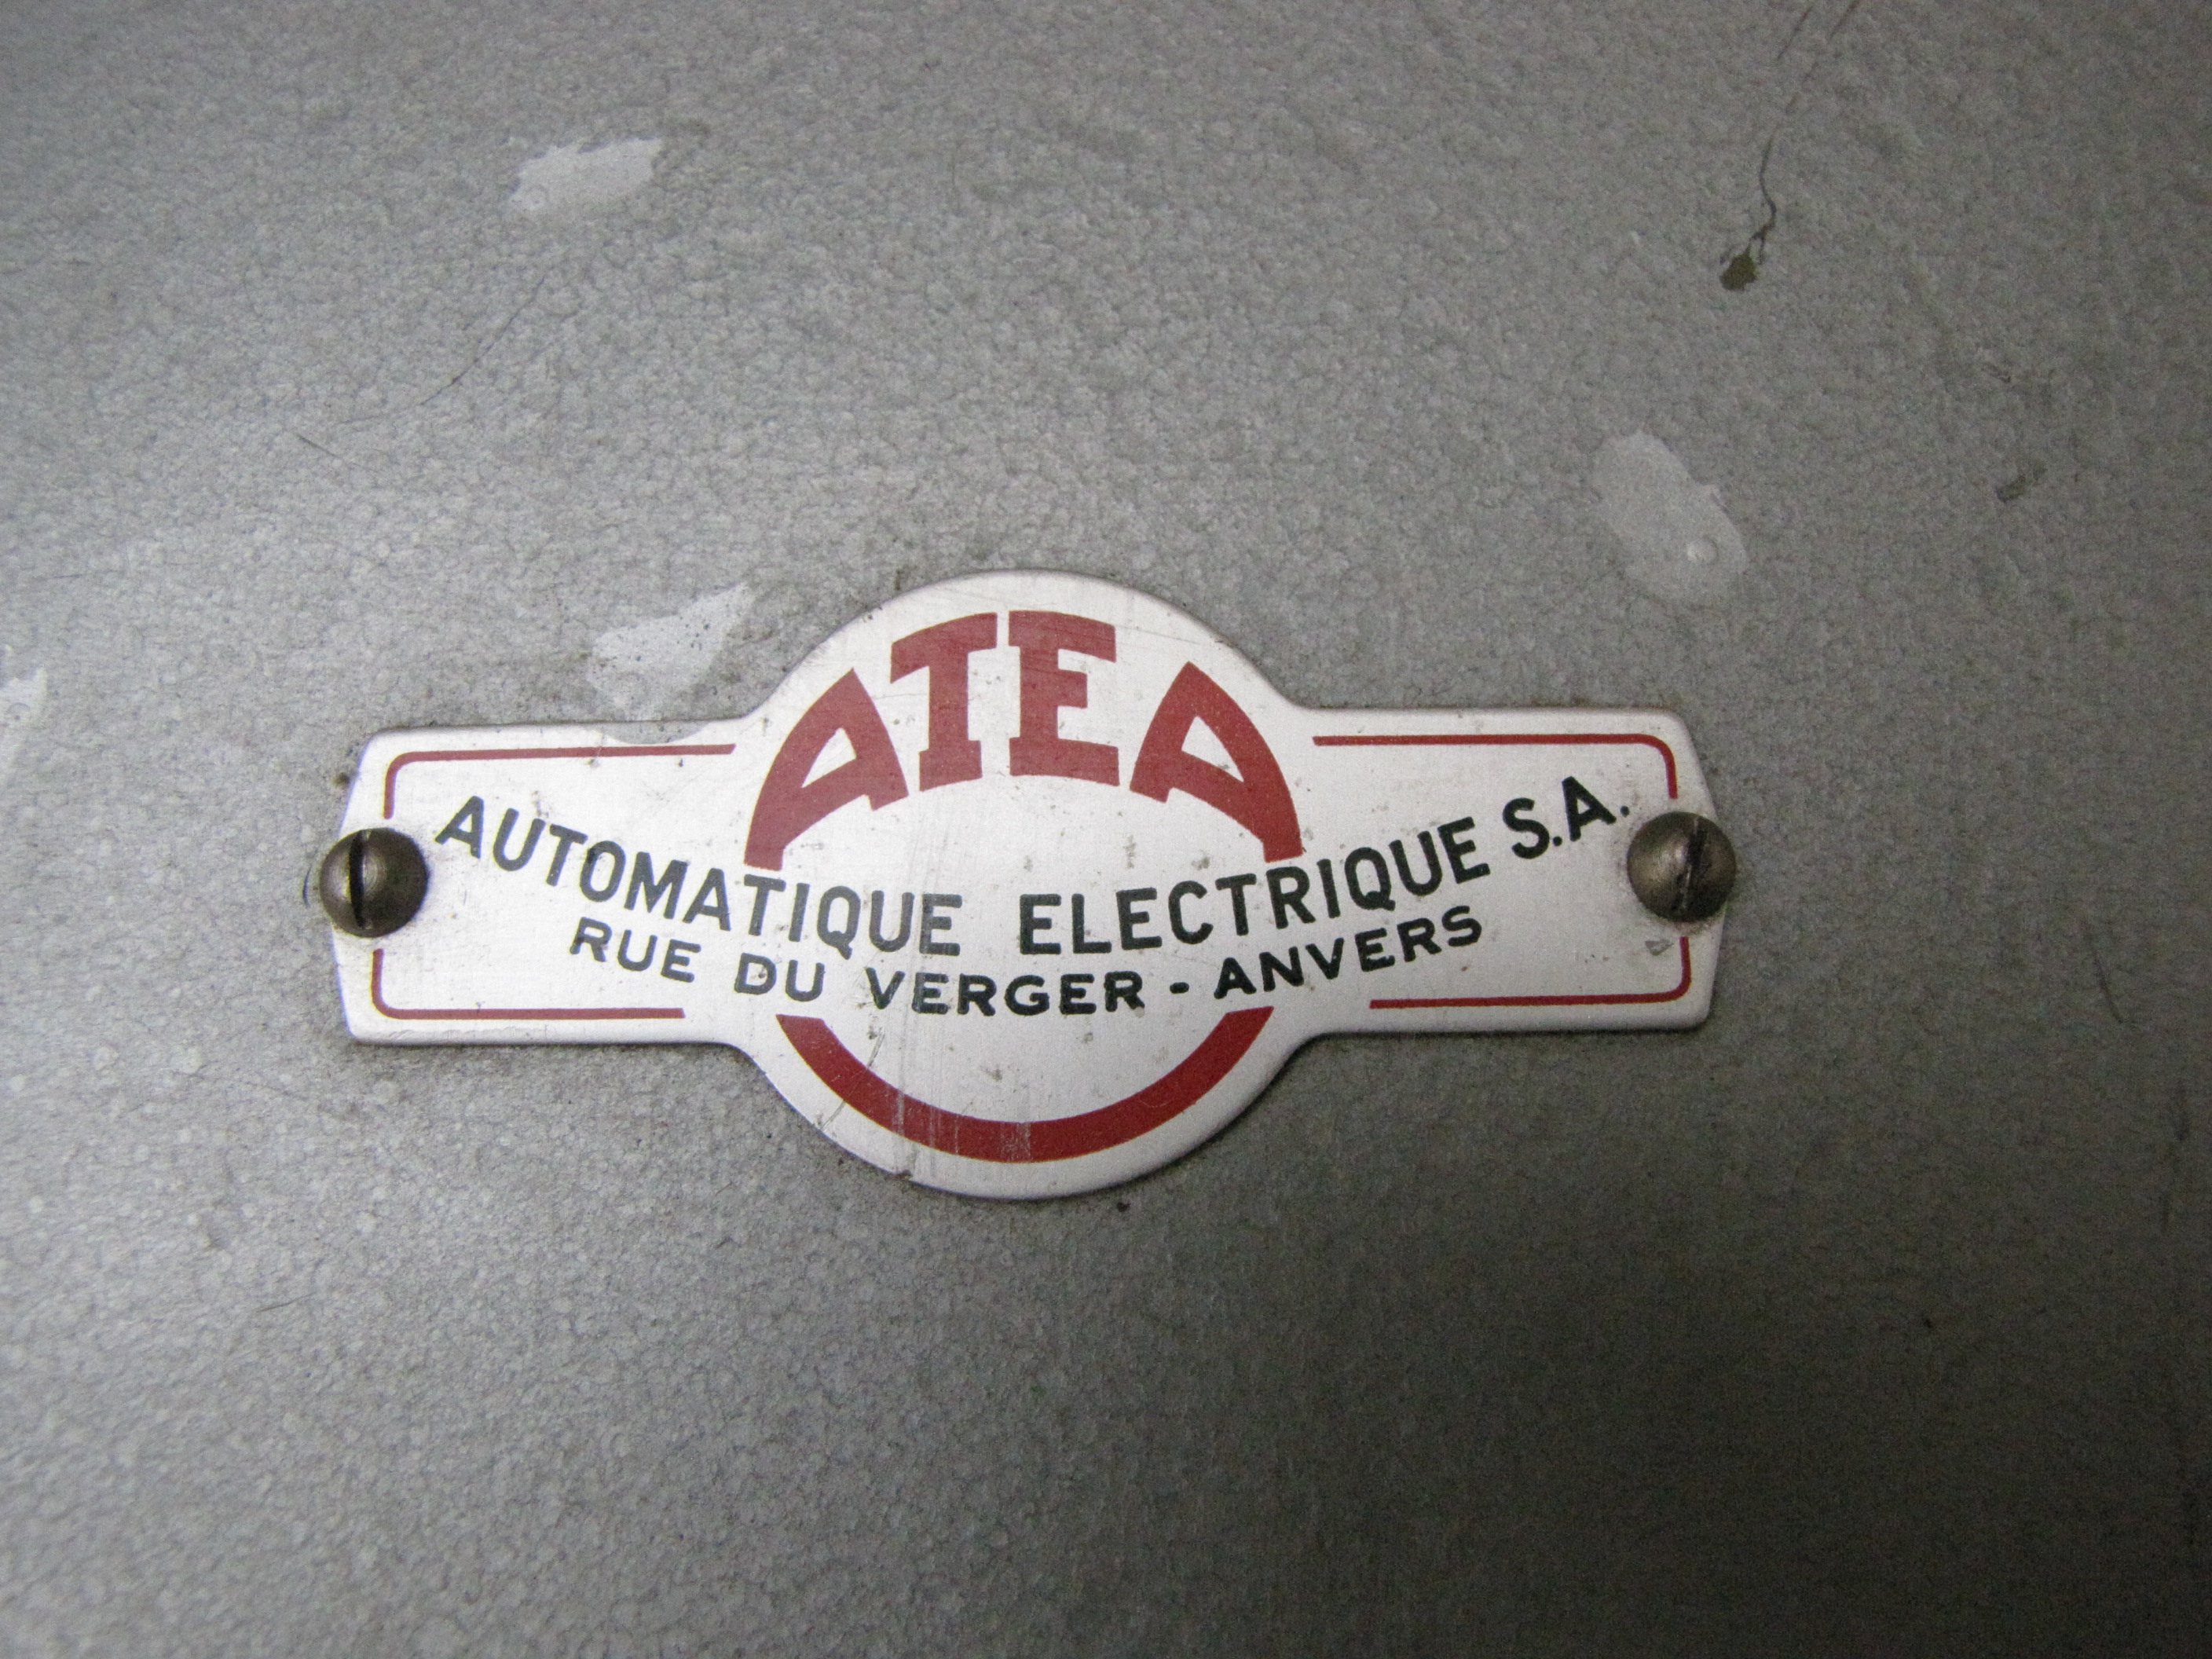 ATEA
AUTOMATIQUE ELECTRIQUE S.A.
RUE DU VERGER - ANVERS